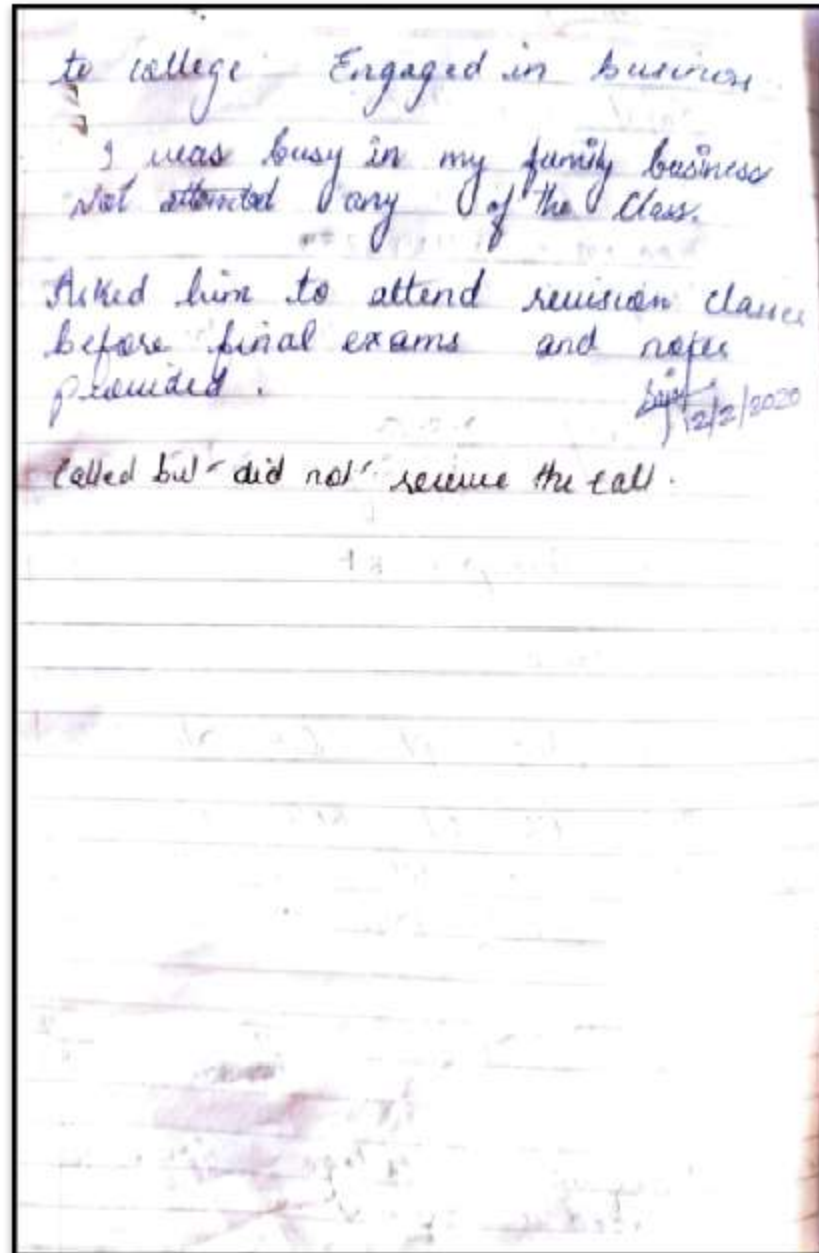 to college Engaged in business
I was busy in my family business
Not attended any of the Class.
Asked him to attend revision classes
before final exams and notes
provided.
12/2/2020
Called but did not receive the call.